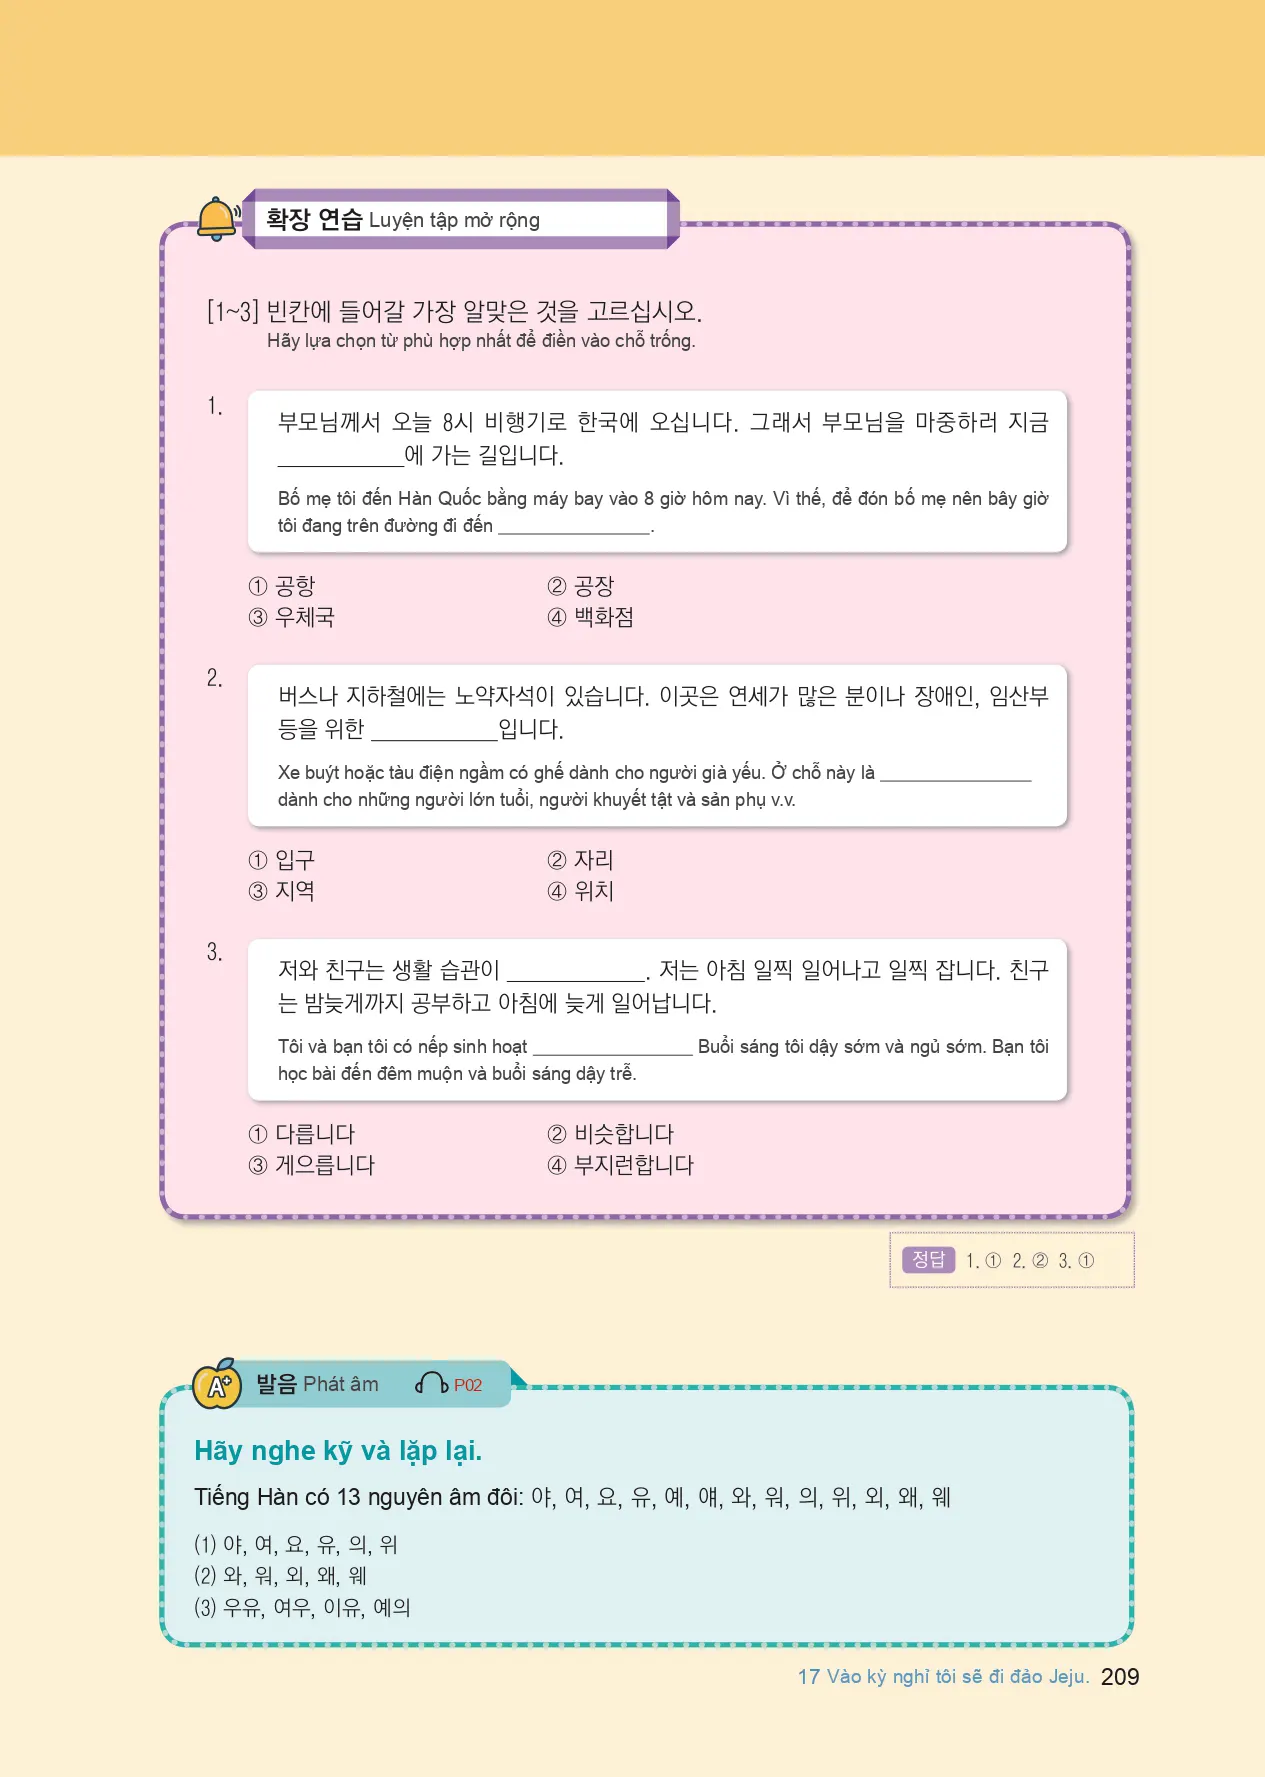 확장 연습 Luyện tập mở rộng
[1~3] 빈칸에 들어갈 가장 알맞은 것을 고르십시오.
Hãy lựa chọn từ phù hợp nhất để điền vào chỗ trống.
1.
부모님께서 오늘 8시 비행기로 한국에 오십니다. 그래서 부모님을 마중하러 지금
____________에 가는 길입니다.
Bố mẹ tôi đến Hàn Quốc bằng máy bay vào 8 giờ hôm nay. Vì thế, để đón bố mẹ nên bây giờ
tôi đang trên đường đi đến ________________.
① 공항 ② 공장
③ 우체국 ④ 백화점
2.
버스나 지하철에는 노약자석이 있습니다. 이곳은 연세가 많은 분이나 장애인, 임산부
등을 위한 ____________입니다.
Xe buýt hoặc tàu điện ngầm có ghế dành cho người già yếu. Ở chỗ này là ________________
dành cho những người lớn tuổi, người khuyết tật và sản phụ v.v.
① 입구 ② 자리
③ 지역 ④ 위치
3.
저와 친구는 생활 습관이 _____________. 저는 아침 일찍 일어나고 일찍 잡니다. 친구
는 밤늦게까지 공부하고 아침에 늦게 일어납니다.
Tôi và bạn tôi có nếp sinh hoạt _________________ Buổi sáng tôi dậy sớm và ngủ sớm. Bạn tôi
học bài đến đêm muộn và buổi sáng dậy trễ.
① 다릅니다 ② 비슷합니다
③ 게으릅니다 ④ 부지런합니다
정답 1. ① 2. ② 3. ①
A+ 발음 Phát âm P02
Hãy nghe kỹ và lặp lại.
Tiếng Hàn có 13 nguyên âm đôi: 야, 여, 요, 유, 예, 얘, 와, 워, 의, 위, 외, 왜, 웨
(1) 야, 여, 요, 유, 의, 위
(2) 와, 워, 외, 왜, 웨
(3) 우유, 여우, 이유, 예의
17 Vào kỳ nghỉ tôi sẽ đi đảo Jeju. 209